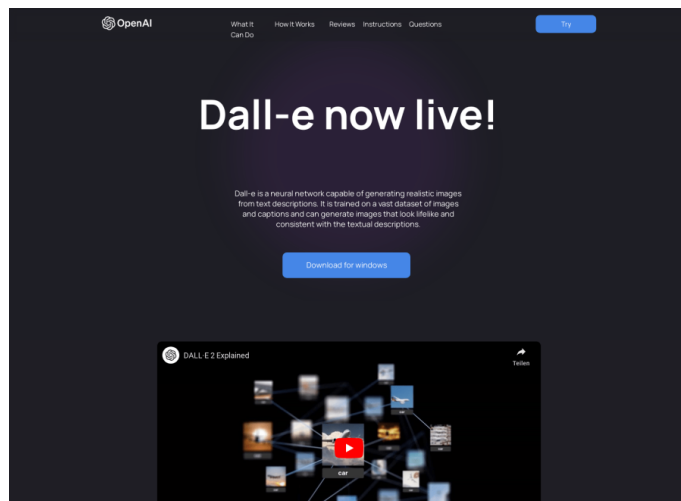 OpenAI
What It
Can Do
How It Works
Reviews
Instructions
Questions
Try
Dall-e now live!
Dall-e is a neural network capable of generating realistic images
from text descriptions. It is trained on a vast dataset of images
and captions and can generate images that look lifelike and
consistent with the textual descriptions.
Download for windows
DALL·E 2 Explained
Teilen
car